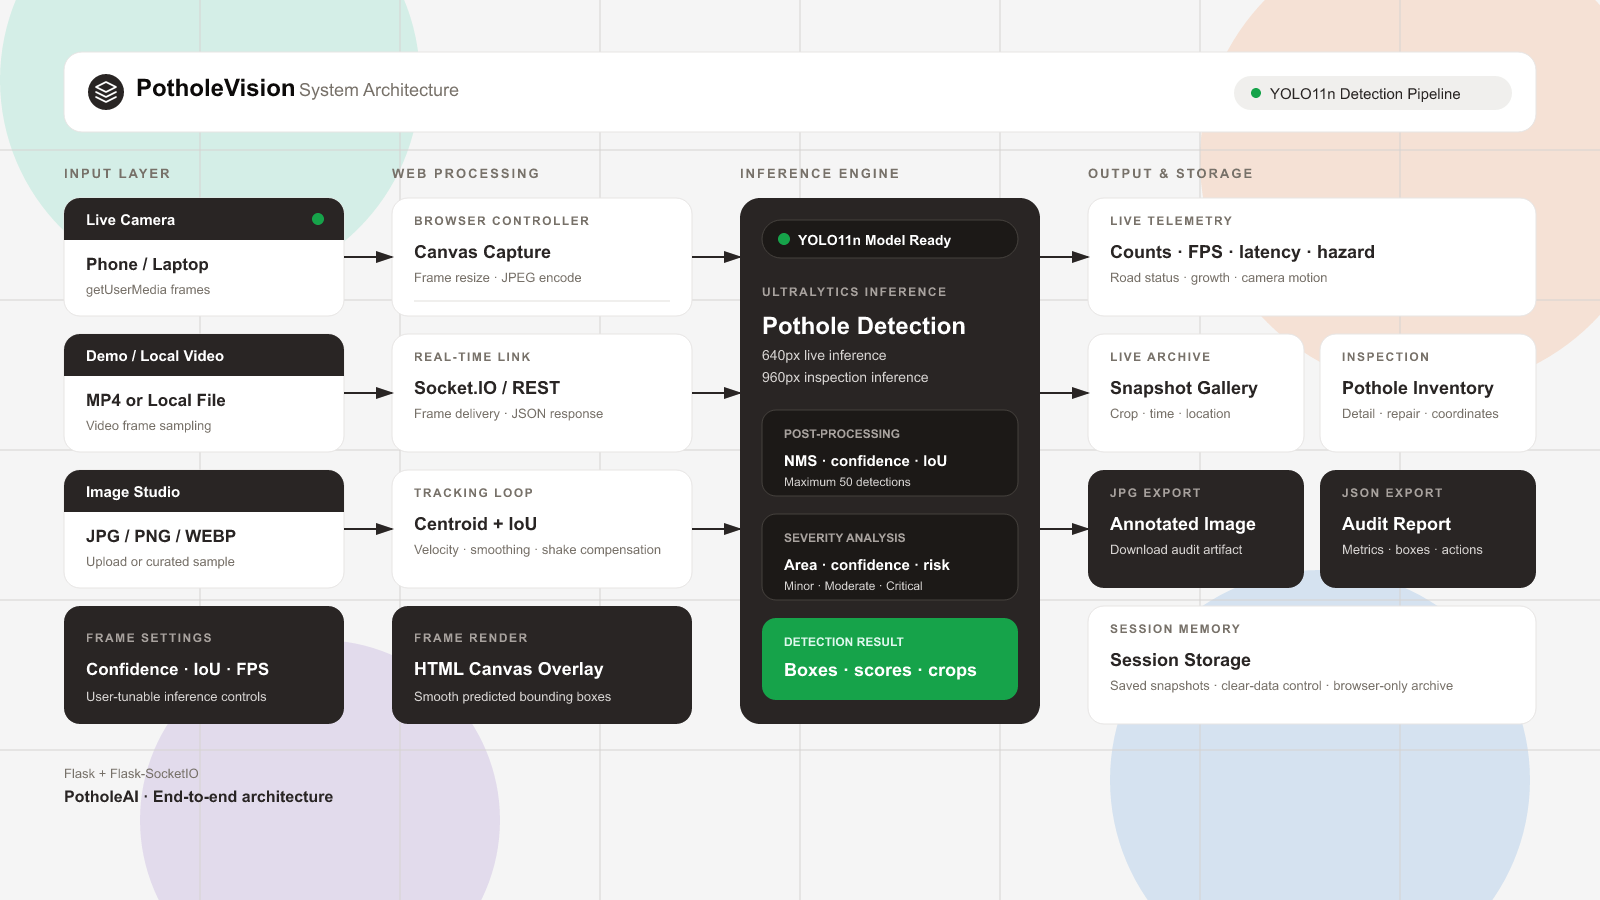 PotholeVision System Architecture
YOLO11n Detection Pipeline
INPUT LAYER
Live Camera
Phone / Laptop
getUserMedia frames
Demo / Local Video
MP4 or Local File
Video frame sampling
Image Studio
JPG / PNG / WEBP
Upload or curated sample
FRAME SETTINGS
Confidence · IoU · FPS
User-tunable inference controls
WEB PROCESSING
BROWSER CONTROLLER
Canvas Capture
Frame resize · JPEG encode
REAL-TIME LINK
Socket.IO / REST
Frame delivery · JSON response
TRACKING LOOP
Centroid + IoU
Velocity · smoothing · shake compensation
FRAME RENDER
HTML Canvas Overlay
Smooth predicted bounding boxes
INFERENCE ENGINE
YOLO11n Model Ready
ULTRALYTICS INFERENCE
Pothole Detection
640px live inference
960px inspection inference
POST-PROCESSING
NMS · confidence · IoU
Maximum 50 detections
SEVERITY ANALYSIS
Area · confidence · risk
Minor · Moderate · Critical
DETECTION RESULT
Boxes · scores · crops
OUTPUT & STORAGE
LIVE TELEMETRY
Counts · FPS · latency · hazard
Road status · growth · camera motion
LIVE ARCHIVE
Snapshot Gallery
Crop · time · location
INSPECTION
Pothole Inventory
Detail · repair · coordinates
JPG EXPORT
Annotated Image
Download audit artifact
JSON EXPORT
Audit Report
Metrics · boxes · actions
SESSION MEMORY
Session Storage
Saved snapshots · clear-data control · browser-only archive
Flask + Flask-SocketIO
PotholeAI · End-to-end architecture